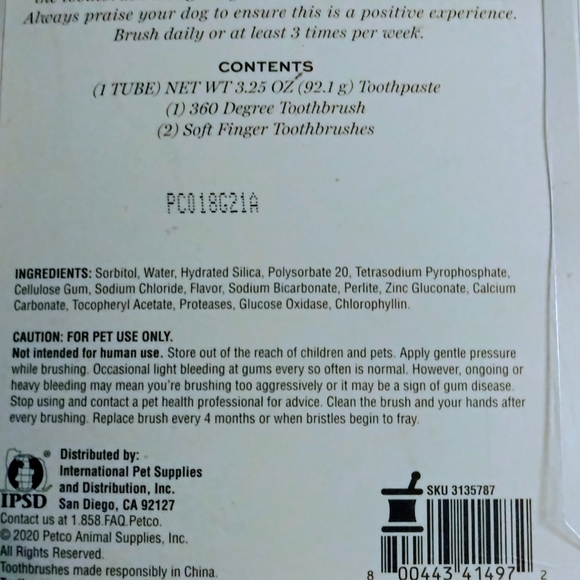 Always praise your dog to ensure this is a positive experience.
Brush daily or at least 3 times per week.
CONTENTS
(1 TUBE) NET WT 3.25 OZ (92.1 g) Toothpaste
(1) 360 Degree Toothbrush
(2) Soft Finger Toothbrushes
PC018G21A
INGREDIENTS: Sorbitol, Water, Hydrated Silica, Polysorbate 20, Tetrasodium Pyrophosphate,
Cellulose Gum, Sodium Chloride, Flavor, Sodium Bicarbonate, Perlite, Zinc Gluconate, Calcium
Carbonate, Tocopheryl Acetate, Proteases, Glucose Oxidase, Chlorophyllin.
CAUTION: FOR PET USE ONLY.
Not intended for human use. Store out of the reach of children and pets. Apply gentle pressure
while brushing. Occasional light bleeding at gums every so often is normal. However, ongoing or
heavy bleeding may mean you're brushing too aggressively or it may be a sign of gum disease.
Stop using and contact a pet health professional for advice. Clean the brush and your hands after
every brushing. Replace brush every 4 months or when bristles begin to fray.
Distributed by:
International Pet Supplies
and Distribution, Inc.
San Diego, CA 92127
IPSD ®
Contact us at 1.858.FAQ.Petco.
© 2020 Petco Animal Supplies, Inc.
All Rights Reserved.
Toothbrushes made responsibly in China.
SKU 3135787
8 00443 41497 2